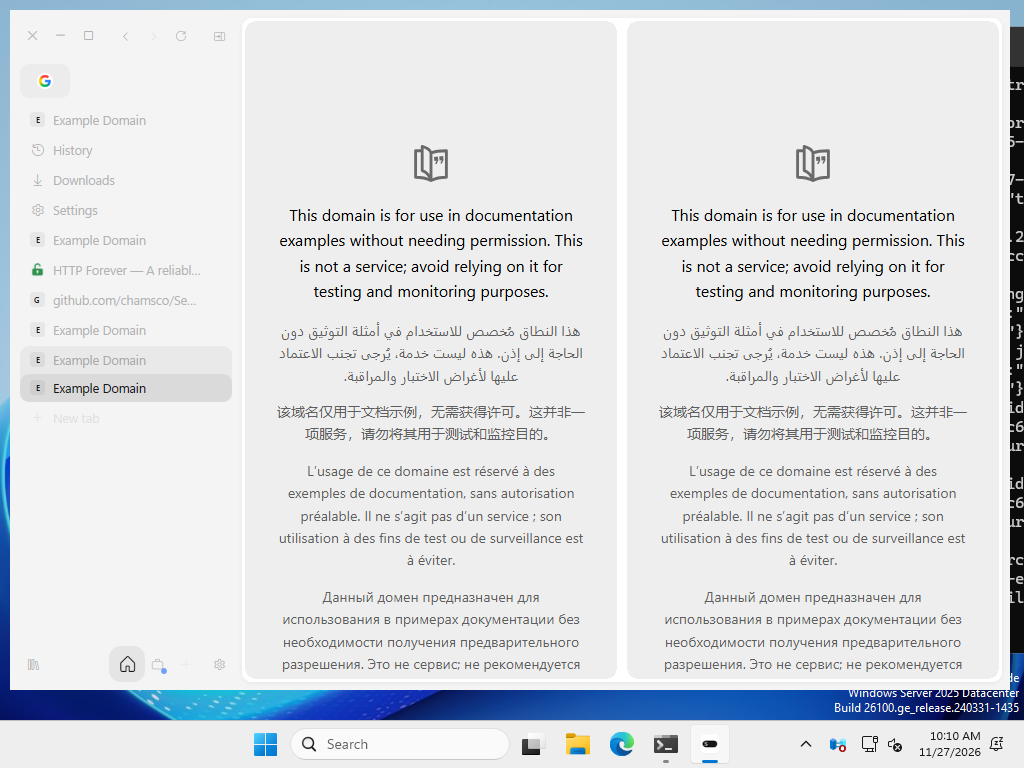 Example Domain
History
Downloads
Settings
Example Domain
HTTP Forever — A reliabl...
github.com/chamsco/Se...
Example Domain
Example Domain
Example Domain
New tab
This domain is for use in documentation
examples without needing permission. This
is not a service; avoid relying on it for
testing and monitoring purposes.
هذا النطاق مُخصص للاستخدام في أمثلة التوثيق دون
الحاجة إلى إذن. هذه ليست خدمة، يُرجى تجنب الاعتماد
عليها لأغراض الاختبار والمراقبة.
该域名仅用于文档示例，无需获得许可。这并非一
项服务，请勿将其用于测试和监控目的。
L'usage de ce domaine est réservé à des
exemples de documentation, sans autorisation
préalable. Il ne s'agit pas d'un service ; son
utilisation à des fins de test ou de surveillance est
à éviter.
Данный домен предназначен для
использования в примерах документации без
необходимости получения предварительного
разрешения. Это не сервис; не рекомендуется
This domain is for use in documentation
examples without needing permission. This
is not a service; avoid relying on it for
testing and monitoring purposes.
هذا النطاق مُخصص للاستخدام في أمثلة التوثيق دون
الحاجة إلى إذن. هذه ليست خدمة، يُرجى تجنب الاعتماد
عليها لأغراض الاختبار والمراقبة.
该域名仅用于文档示例，无需获得许可。这并非一
项服务，请勿将其用于测试和监控目的。
L'usage de ce domaine est réservé à des
exemples de documentation, sans autorisation
préalable. Il ne s'agit pas d'un service ; son
utilisation à des fins de test ou de surveillance est
à éviter.
Данный домен предназначен для
использования в примерах документации без
необходимости получения предварительного
разрешения. Это не сервис; не рекомендуется
Windows Server 2025 Datacenter
Build 26100.ge_release.240331-1435
Search
10:10 AM
11/27/2026